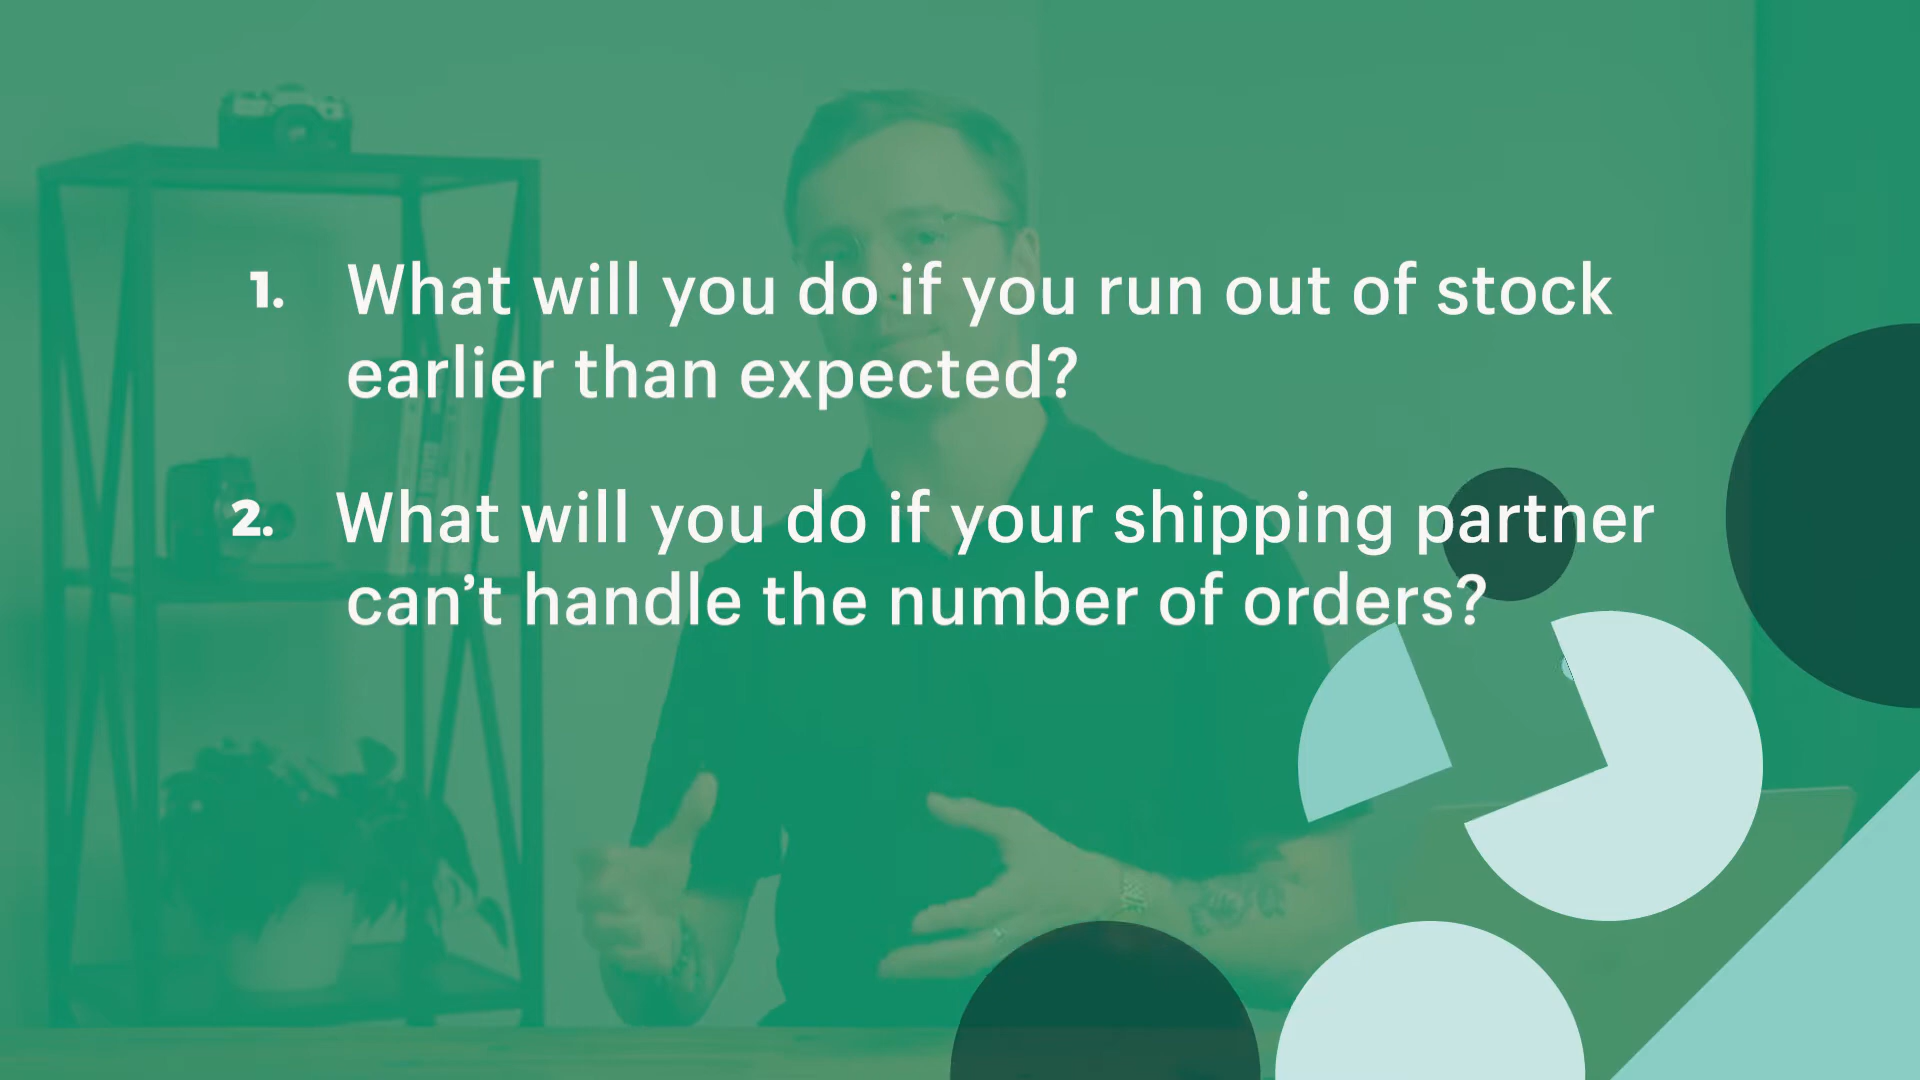 1. What will you do if you run out of stock
earlier than expected?
2. What will you do if your shipping partner
can’t handle the number of orders?